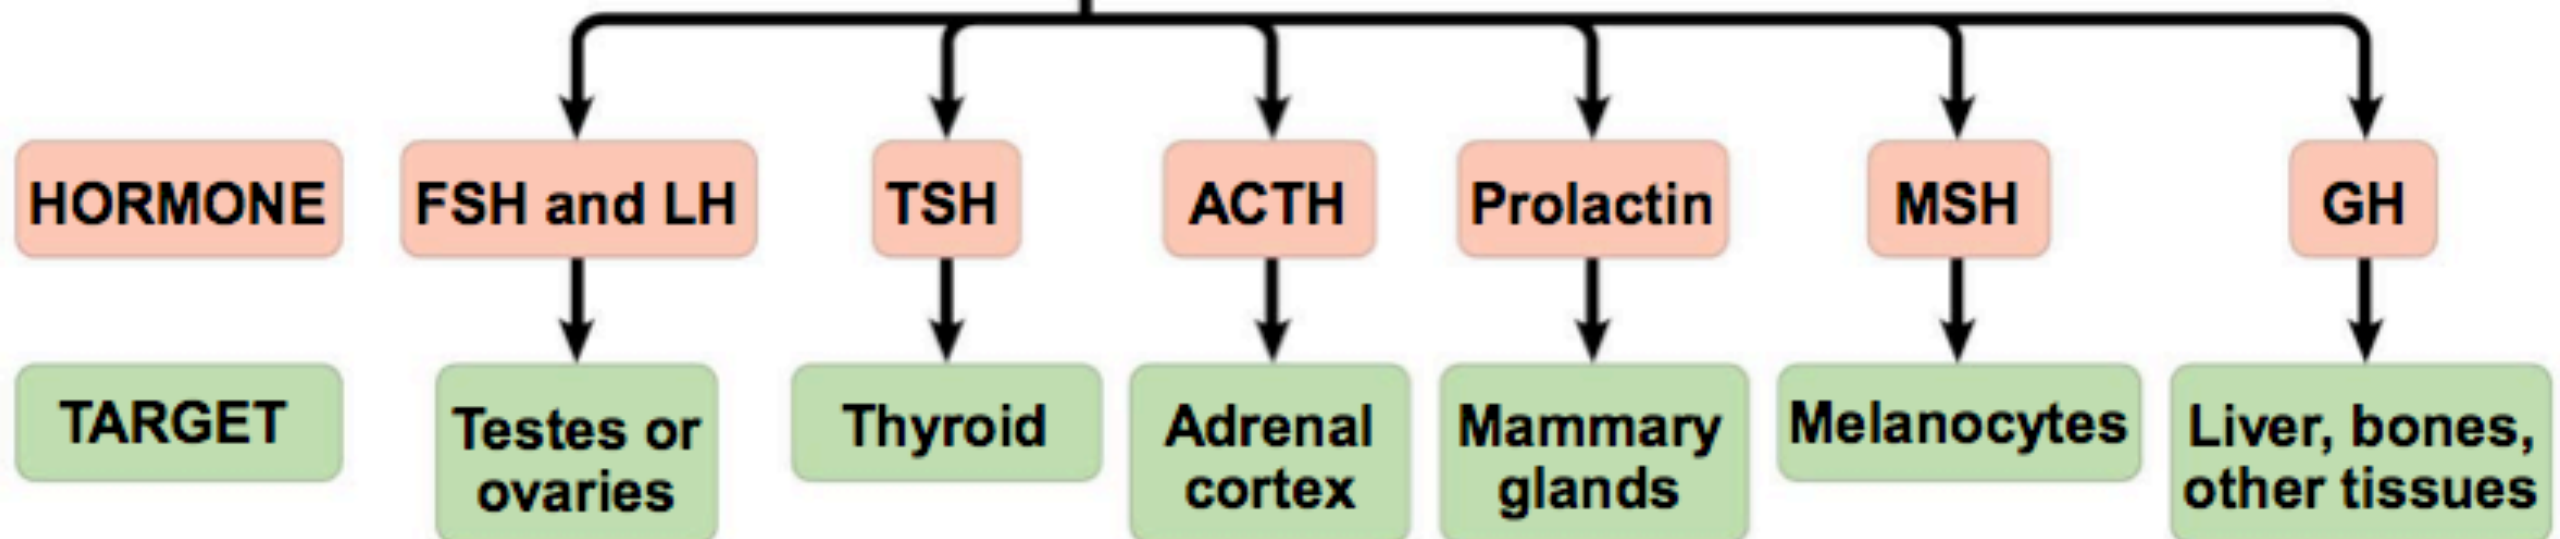 HORMONE
FSH and LH
TSH
ACTH
Prolactin
MSH
GH
TARGET
Testes or
ovaries
Thyroid
Adrenal
cortex
Mammary
glands
Melanocytes
Liver, bones,
other tissues